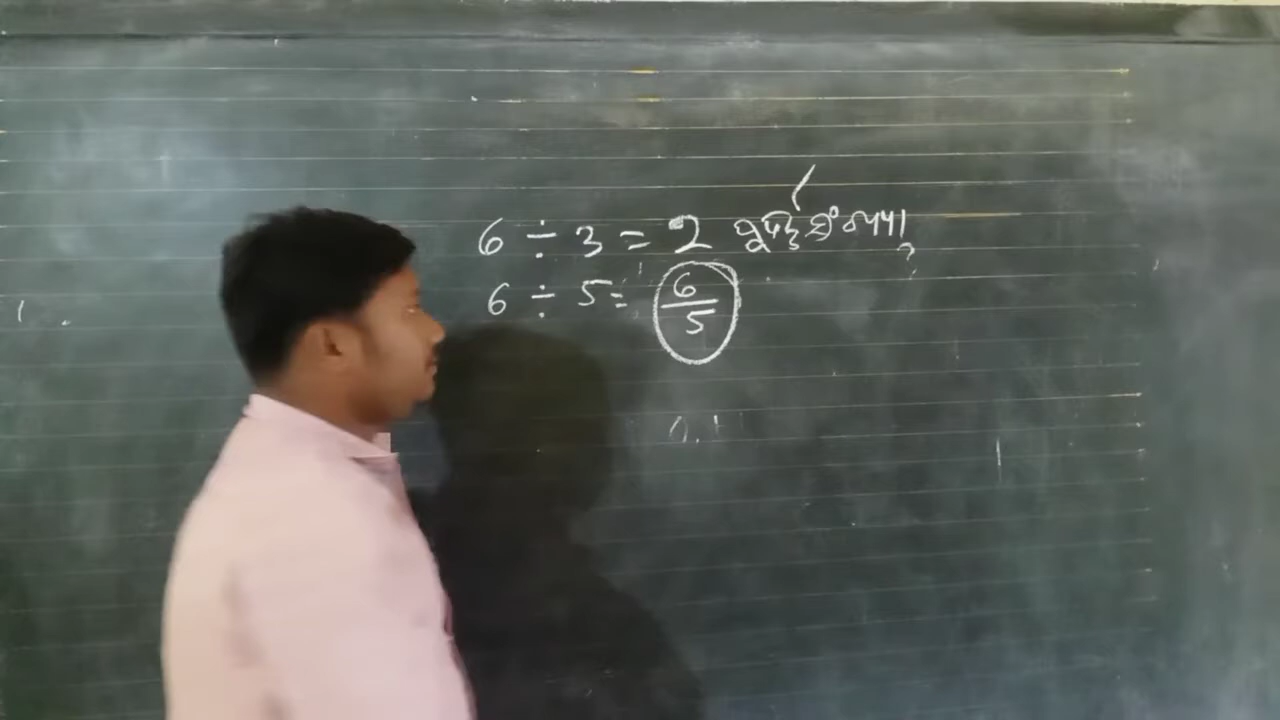 6 ÷ 3 = 2 ପୂର୍ଣ୍ଣ ସଂଖ୍ୟା
?
6 ÷ 5 = 6/5